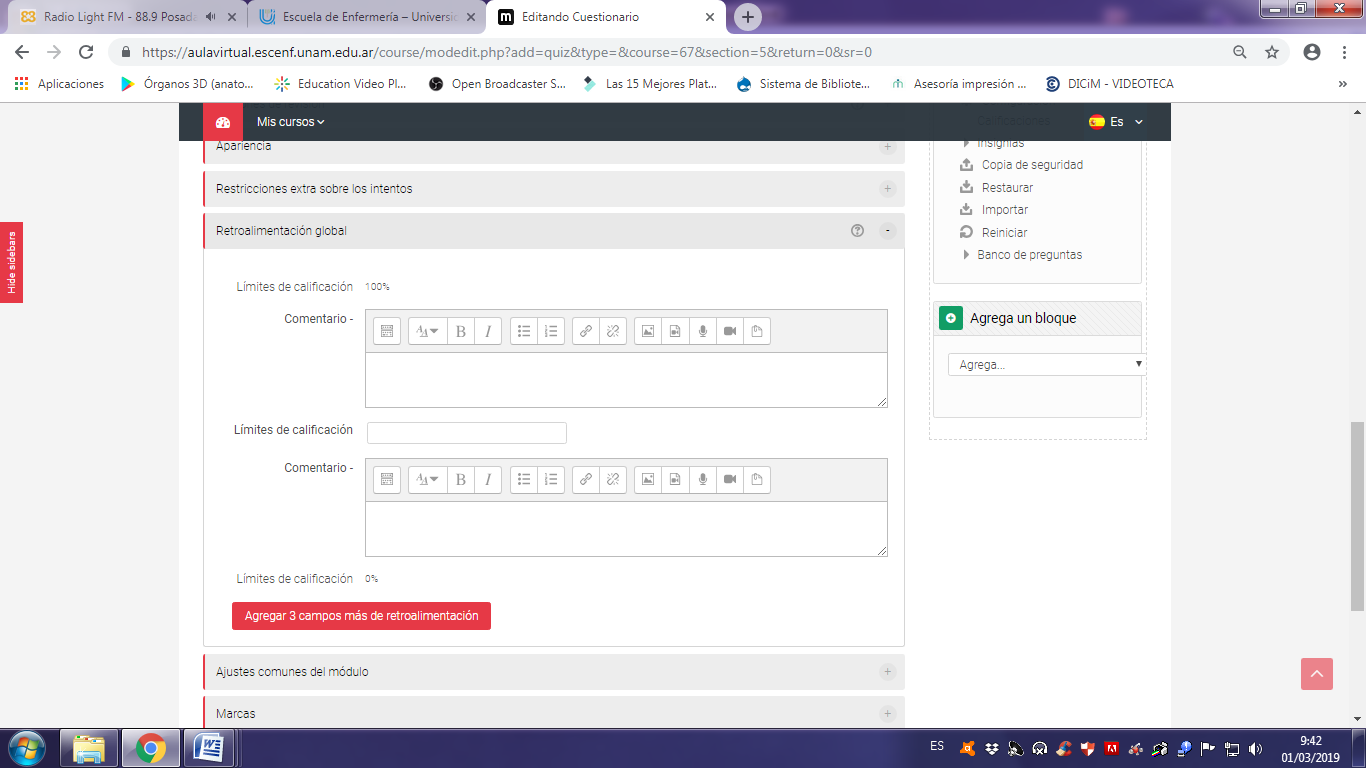 Radio Light FM - 88.9 Posada
Escuela de Enfermería – Universi
Editando Cuestionario
https://aulavirtual.escenf.unam.edu.ar/course/modedit.php?add=quiz&type=&course=67&section=5&return=0&sr=0
Aplicaciones
Órganos 3D (anato...
Education Video Pl...
Open Broadcaster S...
Las 15 Mejores Plat...
Sistema de Bibliote...
Asesoría impresión ...
DICiM - VIDEOTECA
»
Mis cursos
Es
Apariencia
Insignias
Copia de seguridad
Restricciones extra sobre los intentos
Restaurar
Importar
Retroalimentación global
Reiniciar
Banco de preguntas
Hide sidebars
Límites de calificación 100%
Comentario -
Agrega un bloque
Agrega...
Límites de calificación
Comentario -
Límites de calificación 0%
Agregar 3 campos más de retroalimentación
Ajustes comunes del módulo
Marcas
ES
9:42
01/03/2019